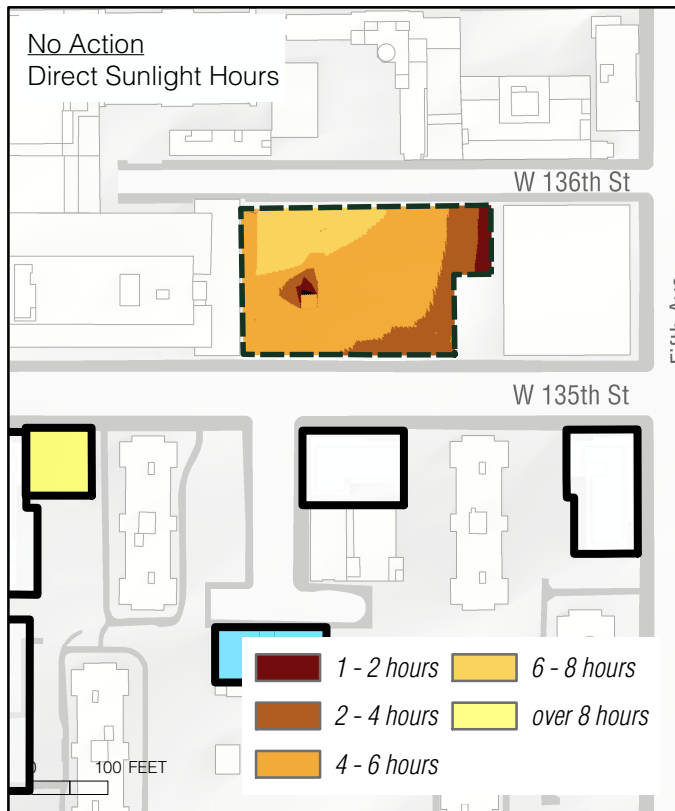 No Action
Direct Sunlight Hours
W 136th St
W 135th St
1 - 2 hours
6 - 8 hours
2 - 4 hours
over 8 hours
4 - 6 hours
100 FEET